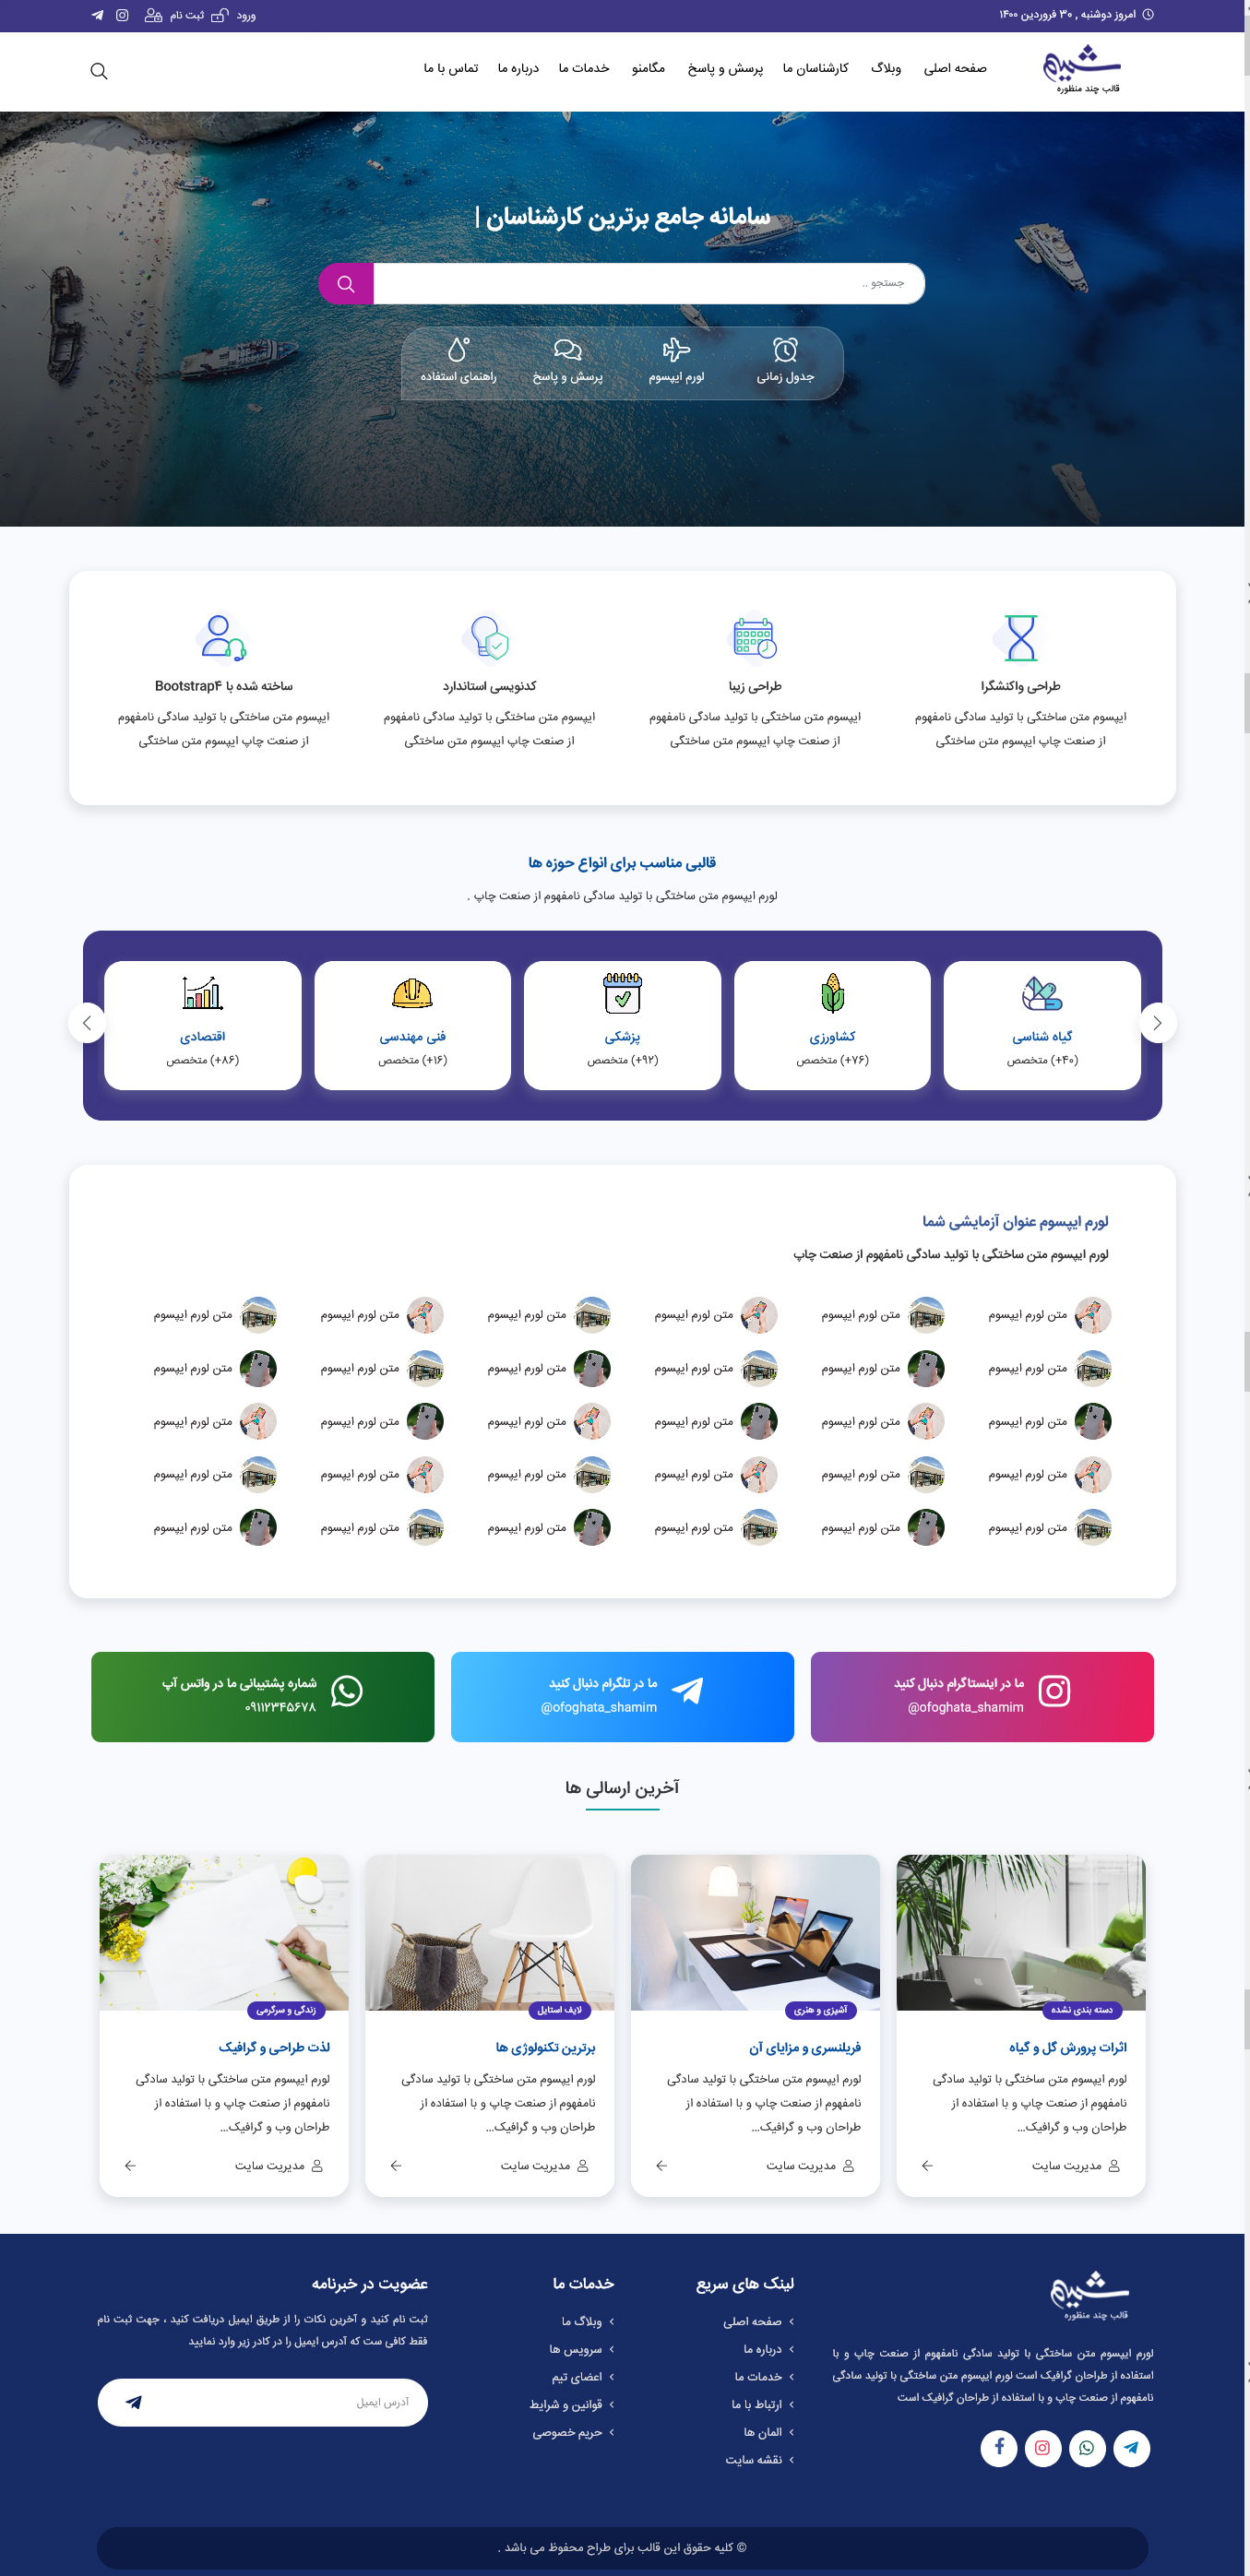 امروز دوشنبه , ۳۰ فروردین ۱۴۰۰
ورود
ثبت نام
شمیم
قالب چند منظوره
صفحه اصلی
وبلاگ
کارشناسان ما
پرسش و پاسخ
مگامنو
خدمات ما
درباره ما
تماس با ما
سامانه جامع برترین کارشناسان |
جستجو ..
جدول زمانی
لورم ایپسوم
پرسش و پاسخ
راهنمای استفاده
طراحی واکنشگرا
ایپسوم متن ساختگی با تولید سادگی نامفهوم
از صنعت چاپ ایپسوم متن ساختگی
طراحی زیبا
ایپسوم متن ساختگی با تولید سادگی نامفهوم
از صنعت چاپ ایپسوم متن ساختگی
کدنویسی استاندارد
ایپسوم متن ساختگی با تولید سادگی نامفهوم
از صنعت چاپ ایپسوم متن ساختگی
ساخته شده با Bootstrap۴
ایپسوم متن ساختگی با تولید سادگی نامفهوم
از صنعت چاپ ایپسوم متن ساختگی
قالبی مناسب برای انواع حوزه ها
لورم ایپسوم متن ساختگی با تولید سادگی نامفهوم از صنعت چاپ .
گیاه شناسی
(۴۰+) متخصص
کشاورزی
(۷۶+) متخصص
پزشکی
(۹۲+) متخصص
فنی مهندسی
(۱۶+) متخصص
اقتصادی
(۸۶+) متخصص
لورم ایپسوم عنوان آزمایشی شما
لورم ایپسوم متن ساختگی با تولید سادگی نامفهوم از صنعت چاپ
متن لورم ایپسوم متن لورم ایپسوم متن لورم ایپسوم متن لورم ایپسوم متن لورم ایپسوم متن لورم ایپسوم
متن لورم ایپسوم متن لورم ایپسوم متن لورم ایپسوم متن لورم ایپسوم متن لورم ایپسوم متن لورم ایپسوم
متن لورم ایپسوم متن لورم ایپسوم متن لورم ایپسوم متن لورم ایپسوم متن لورم ایپسوم متن لورم ایپسوم
متن لورم ایپسوم متن لورم ایپسوم متن لورم ایپسوم متن لورم ایپسوم متن لورم ایپسوم متن لورم ایپسوم
متن لورم ایپسوم متن لورم ایپسوم متن لورم ایپسوم متن لورم ایپسوم متن لورم ایپسوم متن لورم ایپسوم
ما در اینستاگرام دنبال کنید
@ofoghata_shamim
ما در تلگرام دنبال کنید
@ofoghata_shamim
شماره پشتیبانی ما در واتس آپ
۰۹۱۱۲۳۴۵۶۷۸
آخرین ارسالی ها
دسته بندی نشده
اثرات پرورش گل و گیاه
لورم ایپسوم متن ساختگی با تولید سادگی
نامفهوم از صنعت چاپ و با استفاده از
طراحان وب و گرافیک...
مدیریت سایت
آشپزی و هنری
فریلنسری و مزایای آن
لورم ایپسوم متن ساختگی با تولید سادگی
نامفهوم از صنعت چاپ و با استفاده از
طراحان وب و گرافیک...
مدیریت سایت
لایف استایل
برترین تکنولوژی ها
لورم ایپسوم متن ساختگی با تولید سادگی
نامفهوم از صنعت چاپ و با استفاده از
طراحان وب و گرافیک...
مدیریت سایت
زندگی و سرگرمی
لذت طراحی و گرافیک
لورم ایپسوم متن ساختگی با تولید سادگی
نامفهوم از صنعت چاپ و با استفاده از
طراحان وب و گرافیک...
مدیریت سایت
شمیم
قالب چند منظوره
لورم ایپسوم متن ساختگی با تولید سادگی نامفهوم از صنعت چاپ و با
استفاده از طراحان گرافیک است لورم ایپسوم متن ساختگی با تولید سادگی
نامفهوم از صنعت چاپ و با استفاده از طراحان گرافیک است
لینک های سریع
صفحه اصلی
درباره ما
خدمات ما
ارتباط با ما
المان ها
نقشه سایت
خدمات ما
وبلاگ ما
سرویس ها
اعضای تیم
قوانین و شرایط
حریم خصوصی
عضویت در خبرنامه
ثبت نام کنید و آخرین نکات را از طریق ایمیل دریافت کنید ، جهت ثبت نام
فقط کافی ست که آدرس ایمیل را در کادر زیر وارد نمایید
آدرس ایمیل
© کلیه حقوق این قالب برای طراح محفوظ می باشد .